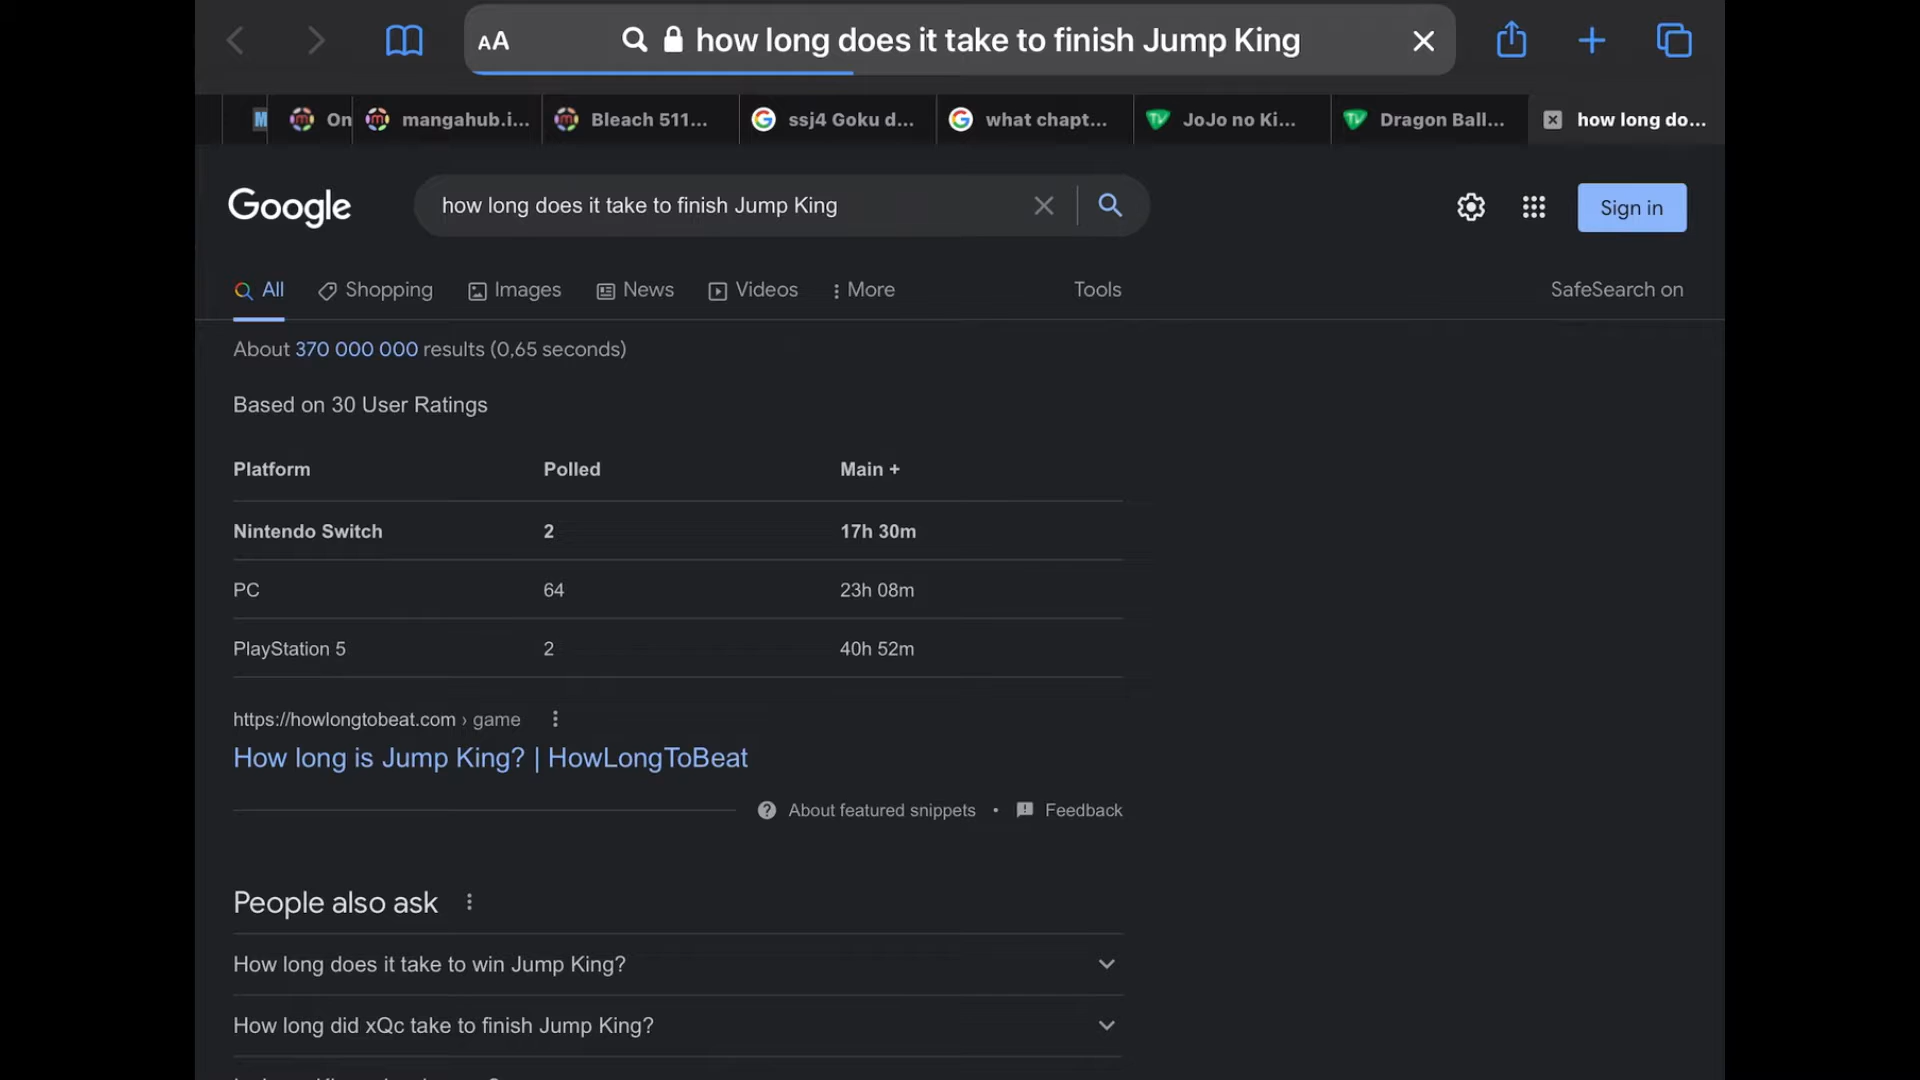 AA how long does it take to finish Jump King
M On mangahub.i... Bleach 511... ssj4 Goku d... what chapt... JoJo no Ki... Dragon Ball... how long do...
Google how long does it take to finish Jump King Sign in
All Shopping Images News Videos More Tools SafeSearch on
About 370 000 000 results (0,65 seconds)
Based on 30 User Ratings
Platform Polled Main +
Nintendo Switch 2 17h 30m
PC 64 23h 08m
PlayStation 5 2 40h 52m
https://howlongtobeat.com › game
How long is Jump King? | HowLongToBeat
About featured snippets • Feedback
People also ask
How long does it take to win Jump King?
How long did xQc take to finish Jump King?